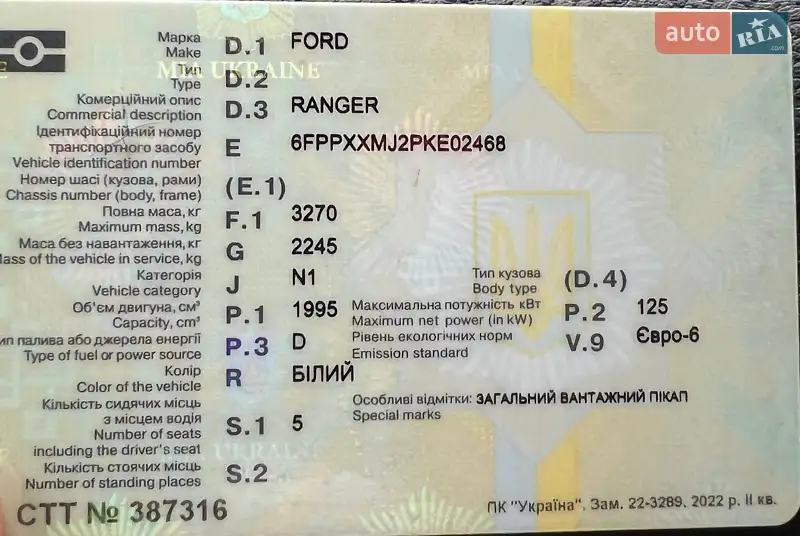 auto RIA .com
MIA UKRAINE
Марка D.1 FORD
Make
Тип D.2
Type
Комерційний опис D.3 RANGER
Commercial description
Ідентифікаційний номер
транспортного засобу E 6FPPXXMJ2PKE02468
Vehicle identification number
Номер шасі (кузова, рами) (E.1)
Chassis number (body, frame)
Повна маса, кг F.1 3270
Maximum mass, kg
Маса без навантаження, кг G 2245
Mass of the vehicle in service, kg
Категорія J N1 Тип кузова (D.4)
Vehicle category Body type
Об'єм двигуна, см³ P.1 1995 Максимальна потужність кВт P.2 125
Capacity, cm³ Maximum net power (in kW)
ип палива або джерела енергії P.3 D Рівень екологічних норм V.9 Євро-6
Type of fuel or power source Emission standard
Колір R БІЛИЙ
Color of the vehicle
Особливі відмітки: ЗАГАЛЬНИЙ ВАНТАЖНИЙ ПІКАП
Special marks
Кількість сидячих місць
з місцем водія S.1 5
Number of seats
including the driver's seat
Кількість стоячих місць S.2
Number of standing places
СТТ № 387316
ПК "Україна". Зам. 22-3289. 2022 р. II кв.